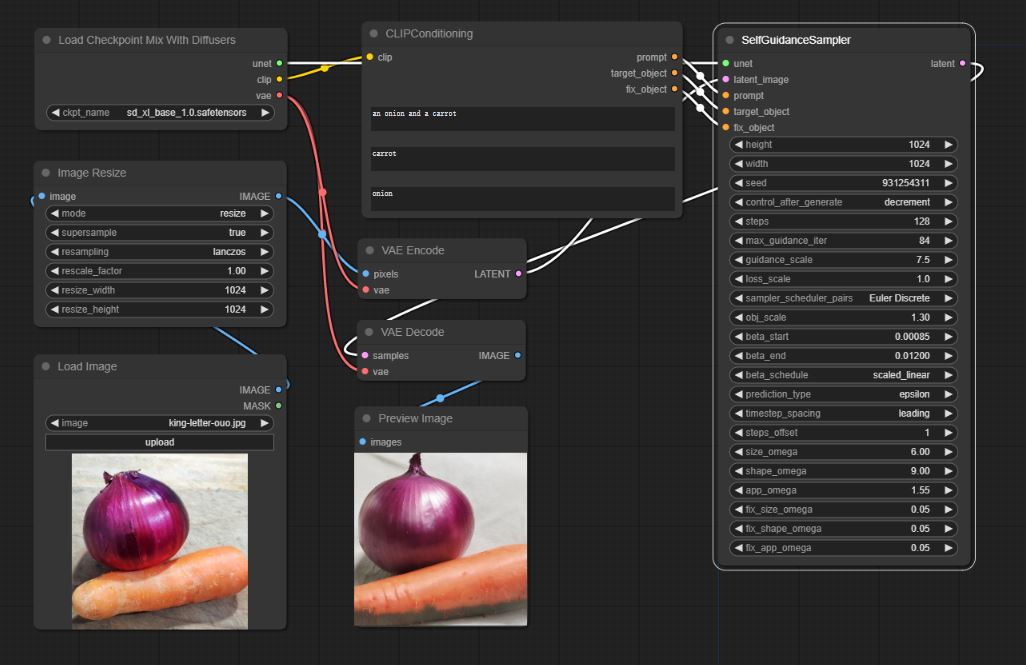 Load Checkpoint Mix With Diffusers
unet
clip
vae
ckpt_name sd_xl_base_1.0.safetensors
Image Resize
image IMAGE
mode resize
supersample true
resampling lanczos
rescale_factor 1.00
resize_width 1024
resize_height 1024
Load Image
IMAGE
MASK
image king-letter-ouo.jpg
upload
CLIPConditioning
clip prompt
target_object
fix_object
an onion and a carrot
carrot
onion
VAE Encode
pixels LATENT
vae
VAE Decode
samples IMAGE
vae
Preview Image
images
SelfGuidanceSampler
unet latent
latent_image
prompt
target_object
fix_object
height 1024
width 1024
seed 931254311
control_after_generate decrement
steps 128
max_guidance_iter 84
guidance_scale 7.5
loss_scale 1.0
sampler_scheduler_pairs Euler Discrete
obj_scale 1.30
beta_start 0.00085
beta_end 0.01200
beta_schedule scaled_linear
prediction_type epsilon
timestep_spacing leading
steps_offset 1
size_omega 6.00
shape_omega 9.00
app_omega 1.55
fix_size_omega 0.05
fix_shape_omega 0.05
fix_app_omega 0.05